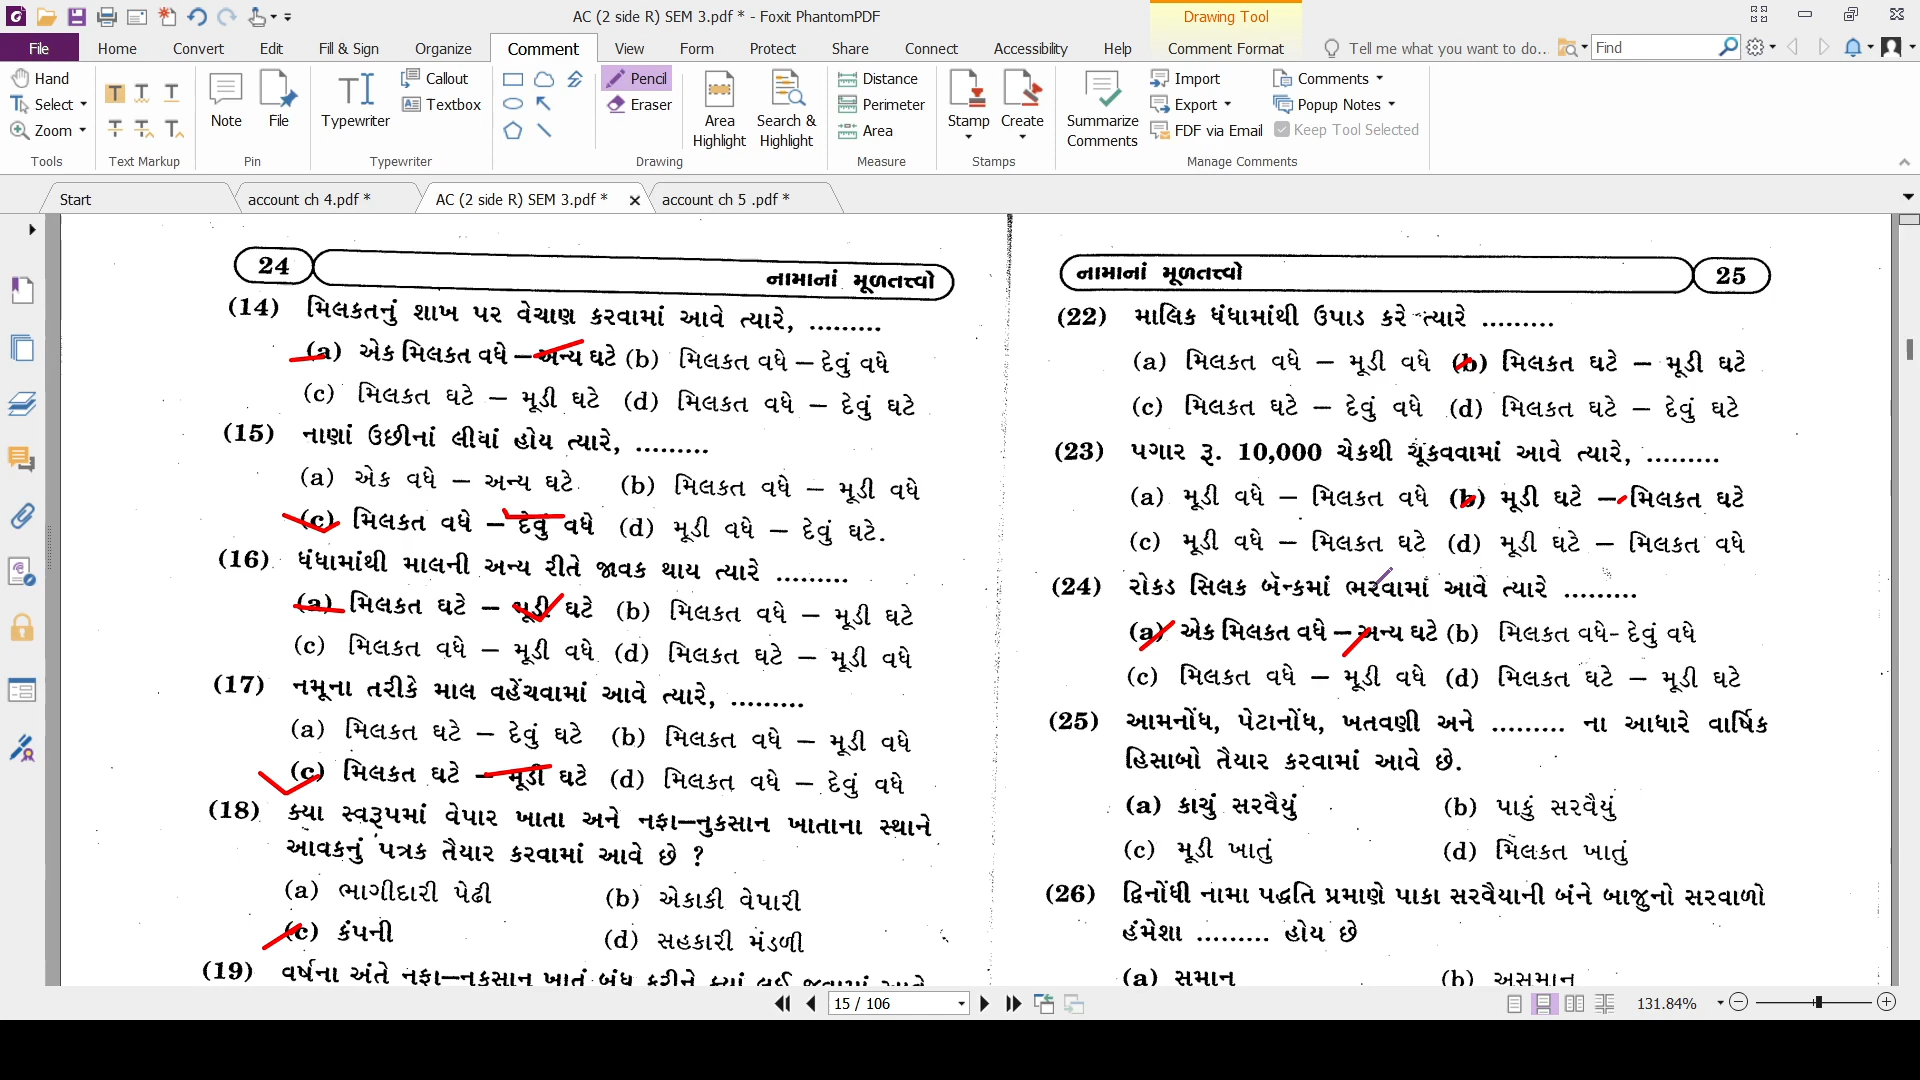 AC (2 side R) SEM 3.pdf * - Foxit PhantomPDF
Drawing Tool
File Home Convert Edit Fill & Sign Organize Comment View Form Protect Share Connect Accessibility Help Comment Format Tell me what you want to do... Find
Hand
Select
Zoom
Tools
Text Markup
Note
File
Pin
Typewriter
Callout
Textbox
Typewriter
Pencil
Eraser
Area Highlight
Search & Highlight
Drawing
Distance
Perimeter
Area
Measure
Stamp
Create
Stamps
Summarize Comments
Import
Export
FDF via Email
Comments
Popup Notes
Keep Tool Selected
Manage Comments
Start
account ch 4.pdf *
AC (2 side R) SEM 3.pdf *
account ch 5 .pdf *
24 નામાનાં મૂળતત્ત્વો
(14) મિલકતનું શાખ પર વેચાણ કરવામાં આવે ત્યારે, .........
(a) એક મિલકત વધે – અન્ય ઘટે (b) મિલકત વધે – દેવું વધે
(c) મિલકત ઘટે – મૂડી ઘટે (d) મિલકત વધે – દેવું ઘટે
(15) નાણાં ઉછીનાં લીધાં હોય ત્યારે, .........
(a) એક વધે – અન્ય ઘટે (b) મિલકત વધે – મૂડી વધે
(c) મિલકત વધે – દેવું વધે (d) મૂડી વધે – દેવું ઘટે.
(16) ધંધામાંથી માલની અન્ય રીતે જાવક થાય ત્યારે .........
(a) મિલકત ઘટે – મૂડી ઘટે (b) મિલકત વધે – મૂડી ઘટે
(c) મિલકત વધે – મૂડી વધે (d) મિલકત ઘટે – મૂડી વધે
(17) નમૂના તરીકે માલ વહેંચવામાં આવે ત્યારે, .........
(a) મિલકત ઘટે – દેવું ઘટે (b) મિલકત વધે – મૂડી વધે
(c) મિલકત ઘટે – મૂડી ઘટે (d) મિલકત વધે – દેવું વધે
(18) ક્યા સ્વરૂપમાં વેપાર ખાતા અને નફા–નુકસાન ખાતાના સ્થાને
આવકનું પત્રક તૈયાર કરવામાં આવે છે ?
(a) ભાગીદારી પેઢી (b) એકાકી વેપારી
(c) કંપની (d) સહકારી મંડળી
(19) વર્ષના અંતે નફા–નુકસાન ખાતું બંધ કરીને ક્યાં લઈ જવામાં આવે
નામાનાં મૂળતત્ત્વો 25
(22) માલિક ધંધામાંથી ઉપાડ કરે ત્યારે .........
(a) મિલકત વધે – મૂડી વધે (b) મિલકત ઘટે – મૂડી ઘટે
(c) મિલકત ઘટે – દેવું વધે (d) મિલકત ઘટે – દેવું ઘટે
(23) પગાર રૂ. 10,000 ચેકથી ચૂકવવામાં આવે ત્યારે, .........
(a) મૂડી વધે – મિલકત વધે (b) મૂડી ઘટે – મિલકત ઘટે
(c) મૂડી વધે – મિલકત ઘટે (d) મૂડી ઘટે – મિલકત વધે
(24) રોકડ સિલક બૅન્કમાં ભરવામાં આવે ત્યારે .........
(a) એક મિલકત વધે – અન્ય ઘટે (b) મિલકત વધે- દેવું વધે
(c) મિલકત વધે – મૂડી વધે (d) મિલકત ઘટે – મૂડી ઘટે
(25) આમનોંધ, પેટાનોંધ, ખતવણી અને ......... ના આધારે વાર્ષિક
હિસાબો તૈયાર કરવામાં આવે છે.
(a) કાચું સરવૈયું (b) પાકું સરવૈયું
(c) મૂડી ખાતું (d) મિલકત ખાતું
(26) દ્વિનોંધી નામા પદ્ધતિ પ્રમાણે પાકા સરવૈયાની બંને બાજુનો સરવાળો
હંમેશા ......... હોય છે
(a) સમાન (b) અસમાન
15 / 106
131.84%